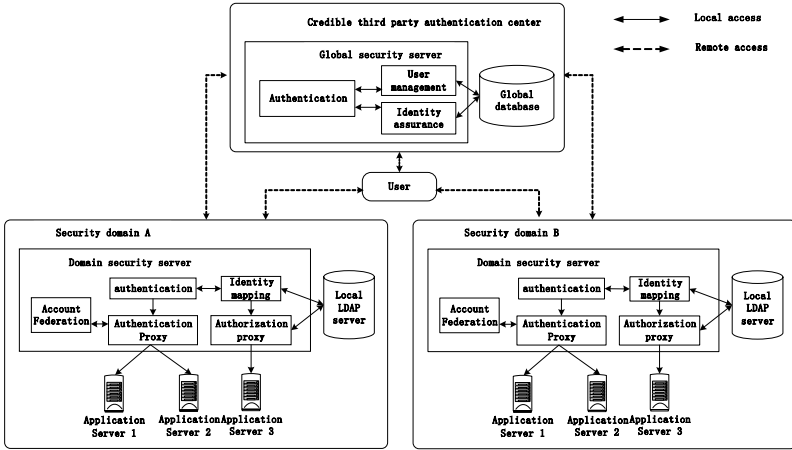 Credible third party authentication center
Local access
Remote access
Global security server
User
management
Authentication
Identity
assurance
Global
database
User
Security domain A
Domain security server
authentication
Identity
mapping
Account
Federation
Authentication
Proxy
Authorization
proxy
Local
LDAP
server
Application
Server 1
Application
Server 2
Application
Server 3
Security domain B
Domain security server
authentication
Identity
mapping
Account
Federation
Authentication
Proxy
Authorization
proxy
Local
LDAP
server
Application
Server 1
Application
Server 2
Application
Server 3